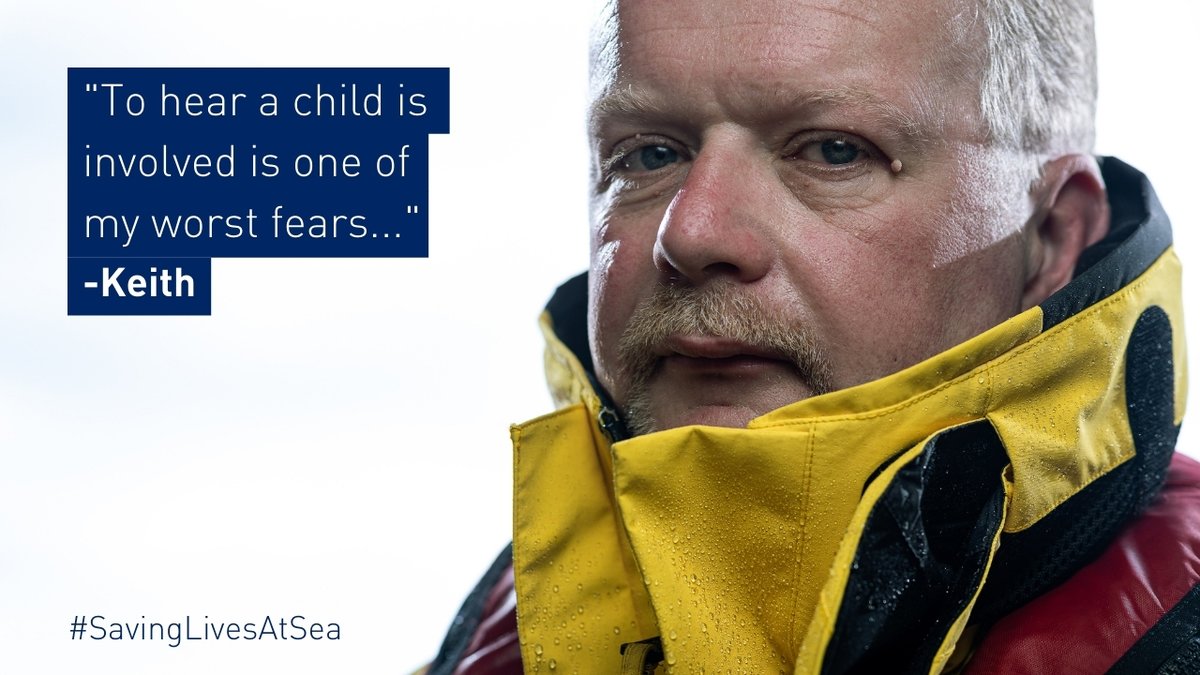 "To hear a child is
involved is one of
my worst fears..."
-Keith
#SavingLivesAtSea